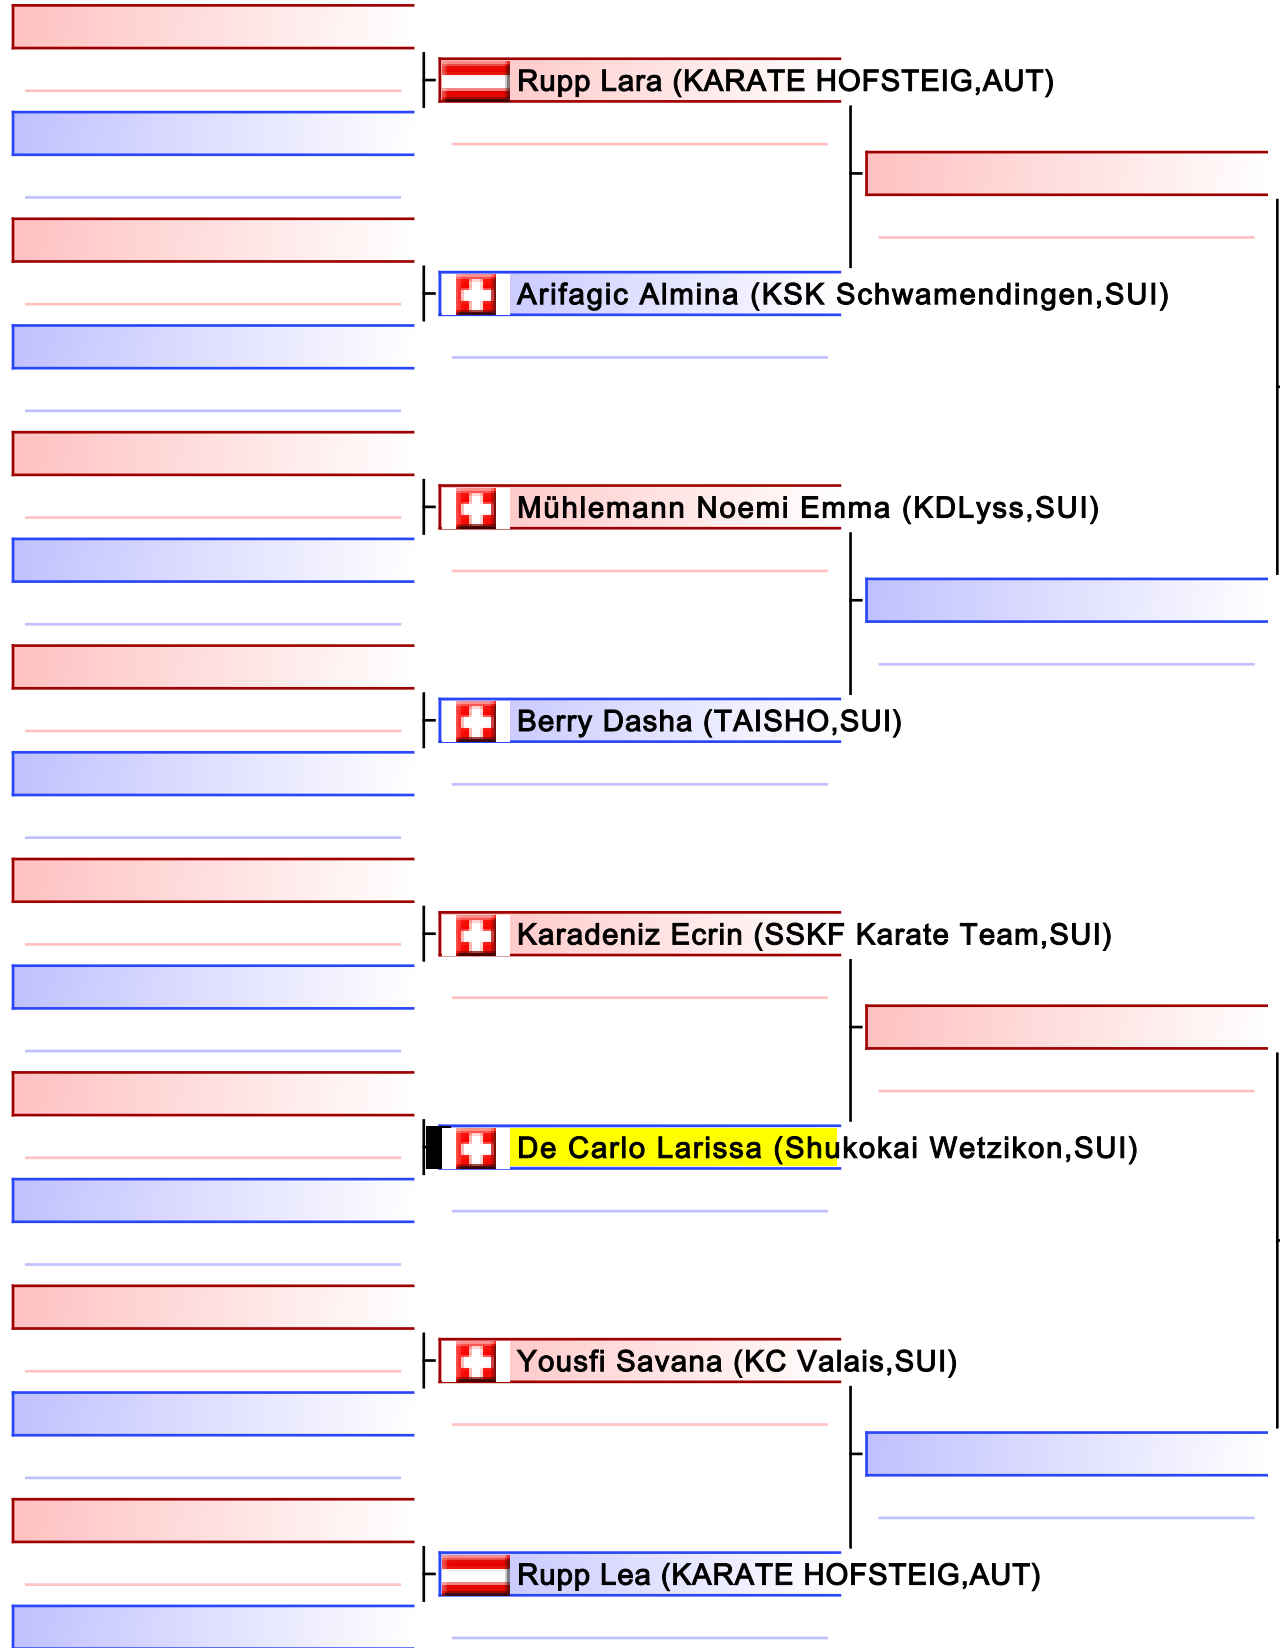 Rupp Lara (KARATE HOFSTEIG,AUT)
Arifagic Almina (KSK Schwamendingen,SUI)
Mühlemann Noemi Emma (KDLyss,SUI)
Berry Dasha (TAISHO,SUI)
Karadeniz Ecrin (SSKF Karate Team,SUI)
De Carlo Larissa (Shukokai Wetzikon,SUI)
Yousfi Savana (KC Valais,SUI)
Rupp Lea (KARATE HOFSTEIG,AUT)